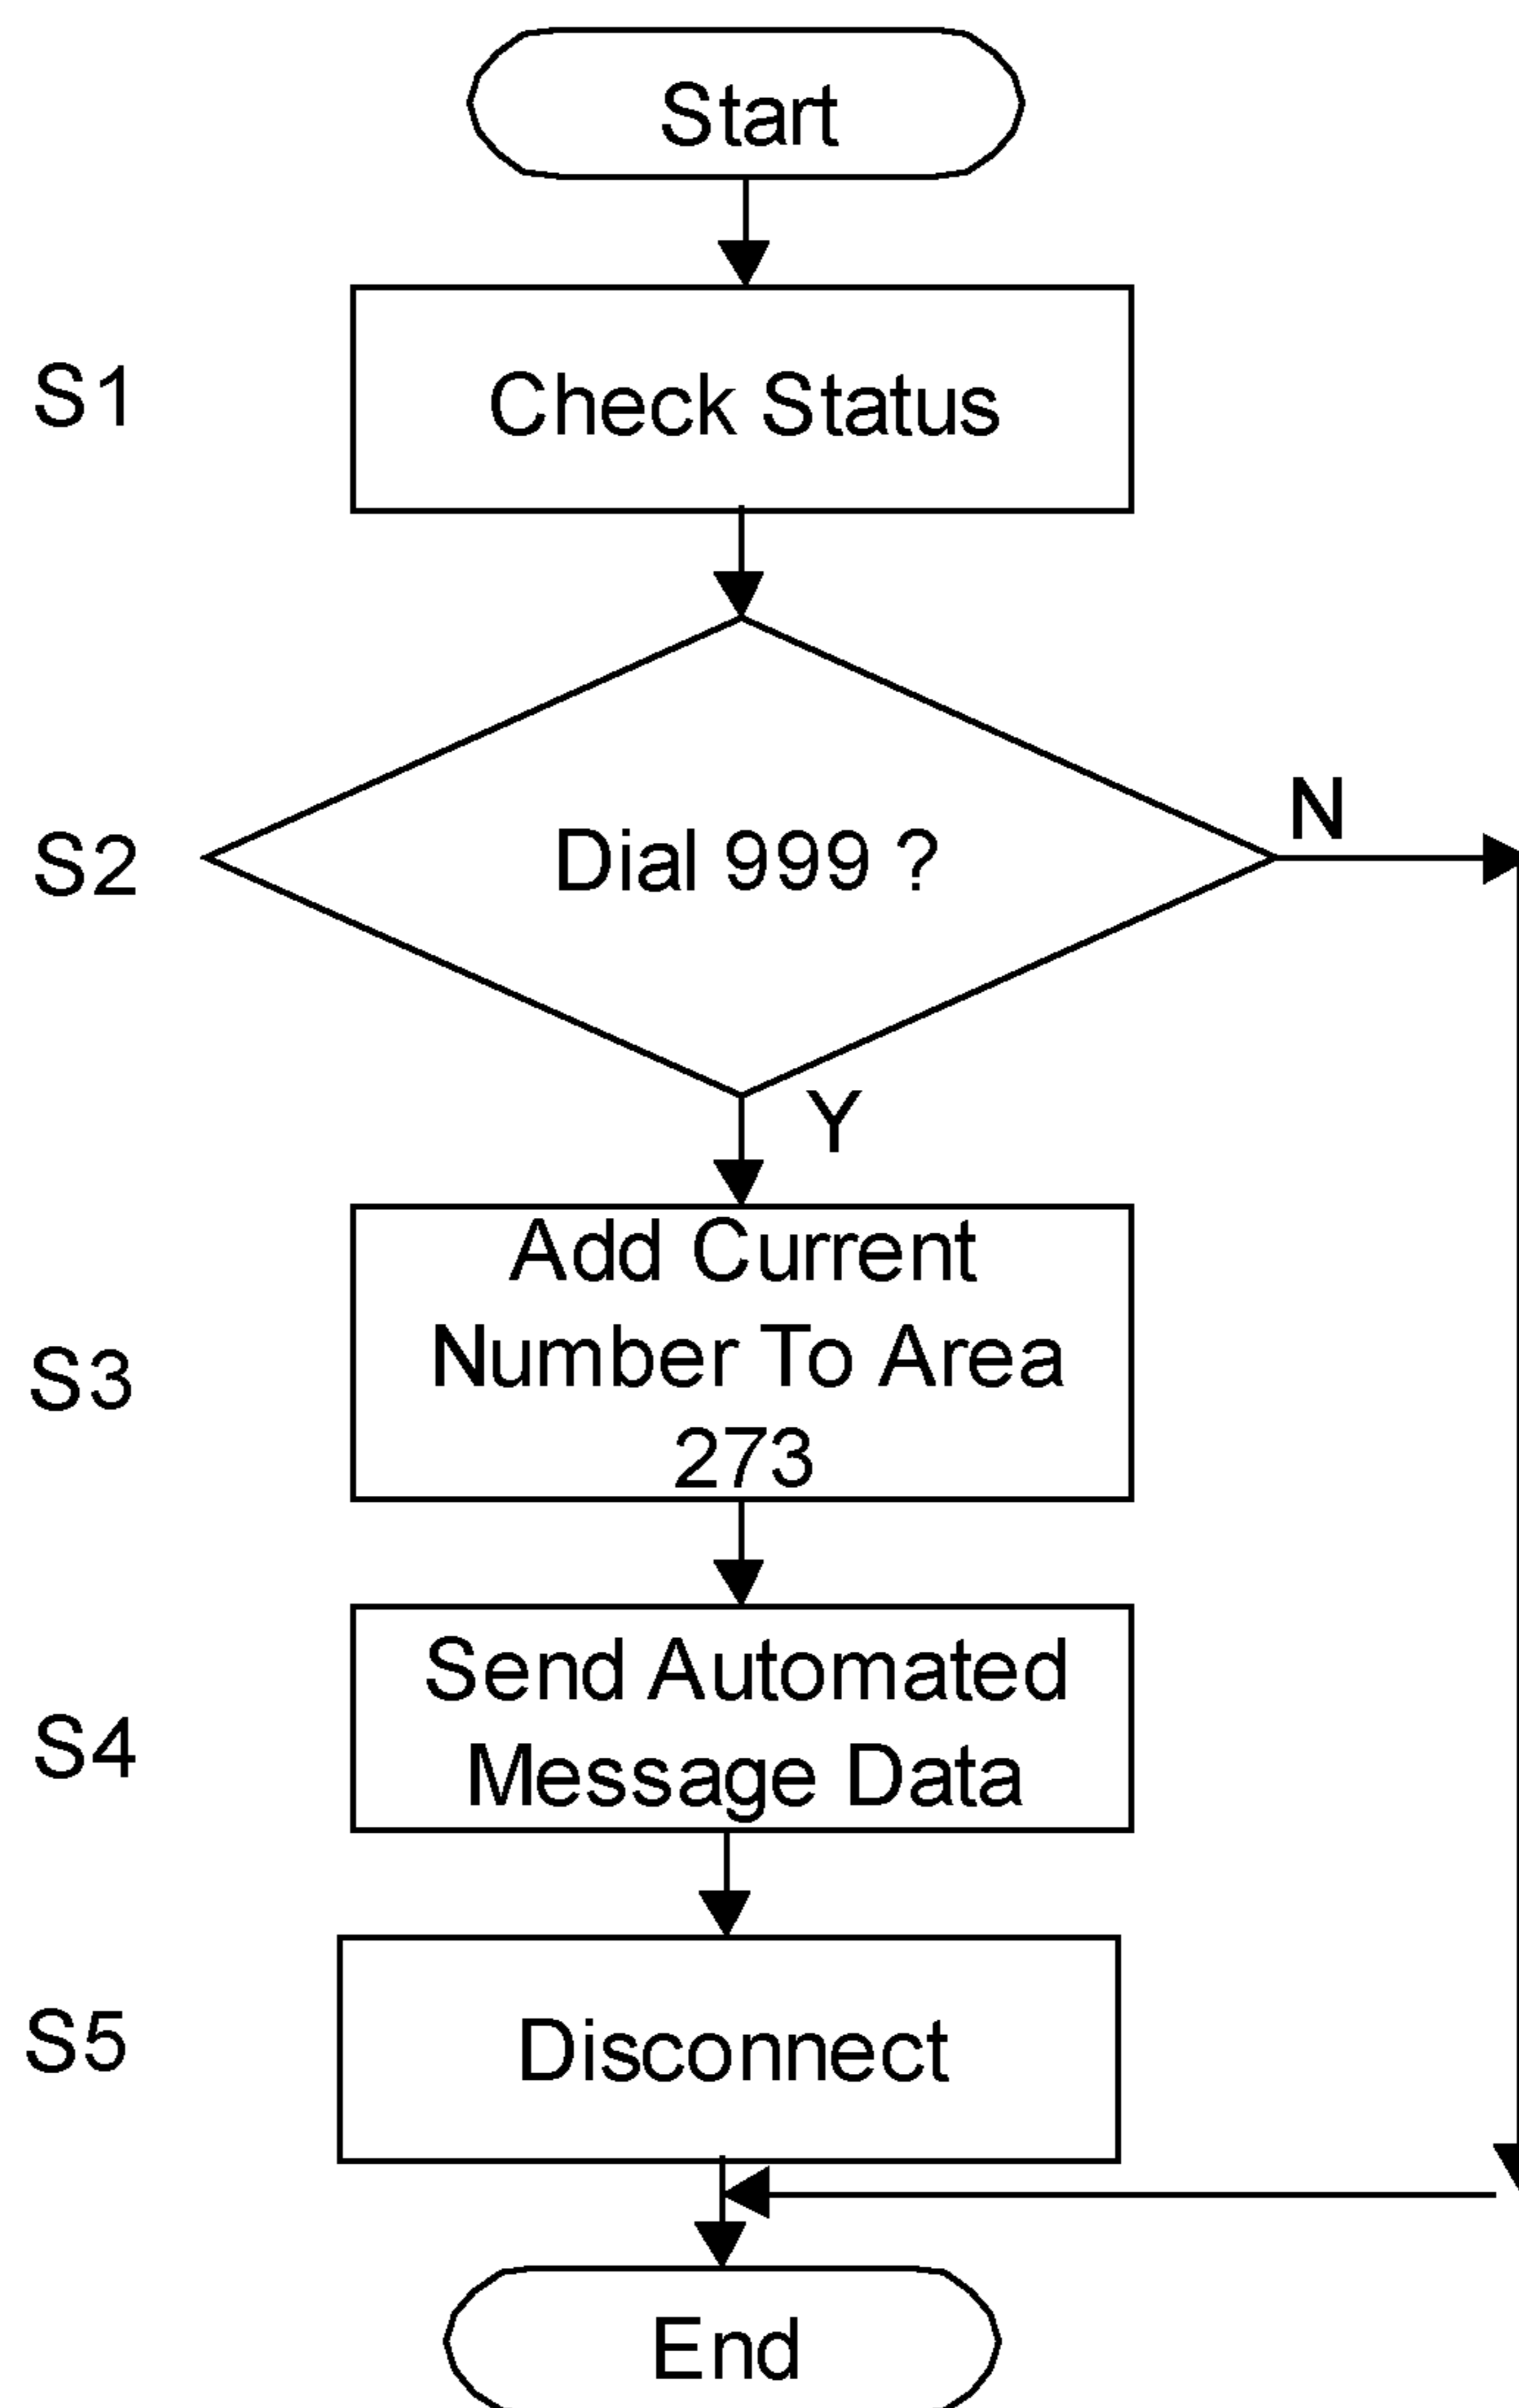 Start
S1
Check Status
S2
Dial 999 ?
N
Y
S3
Add Current
Number To Area
273
S4
Send Automated
Message Data
S5
Disconnect
End